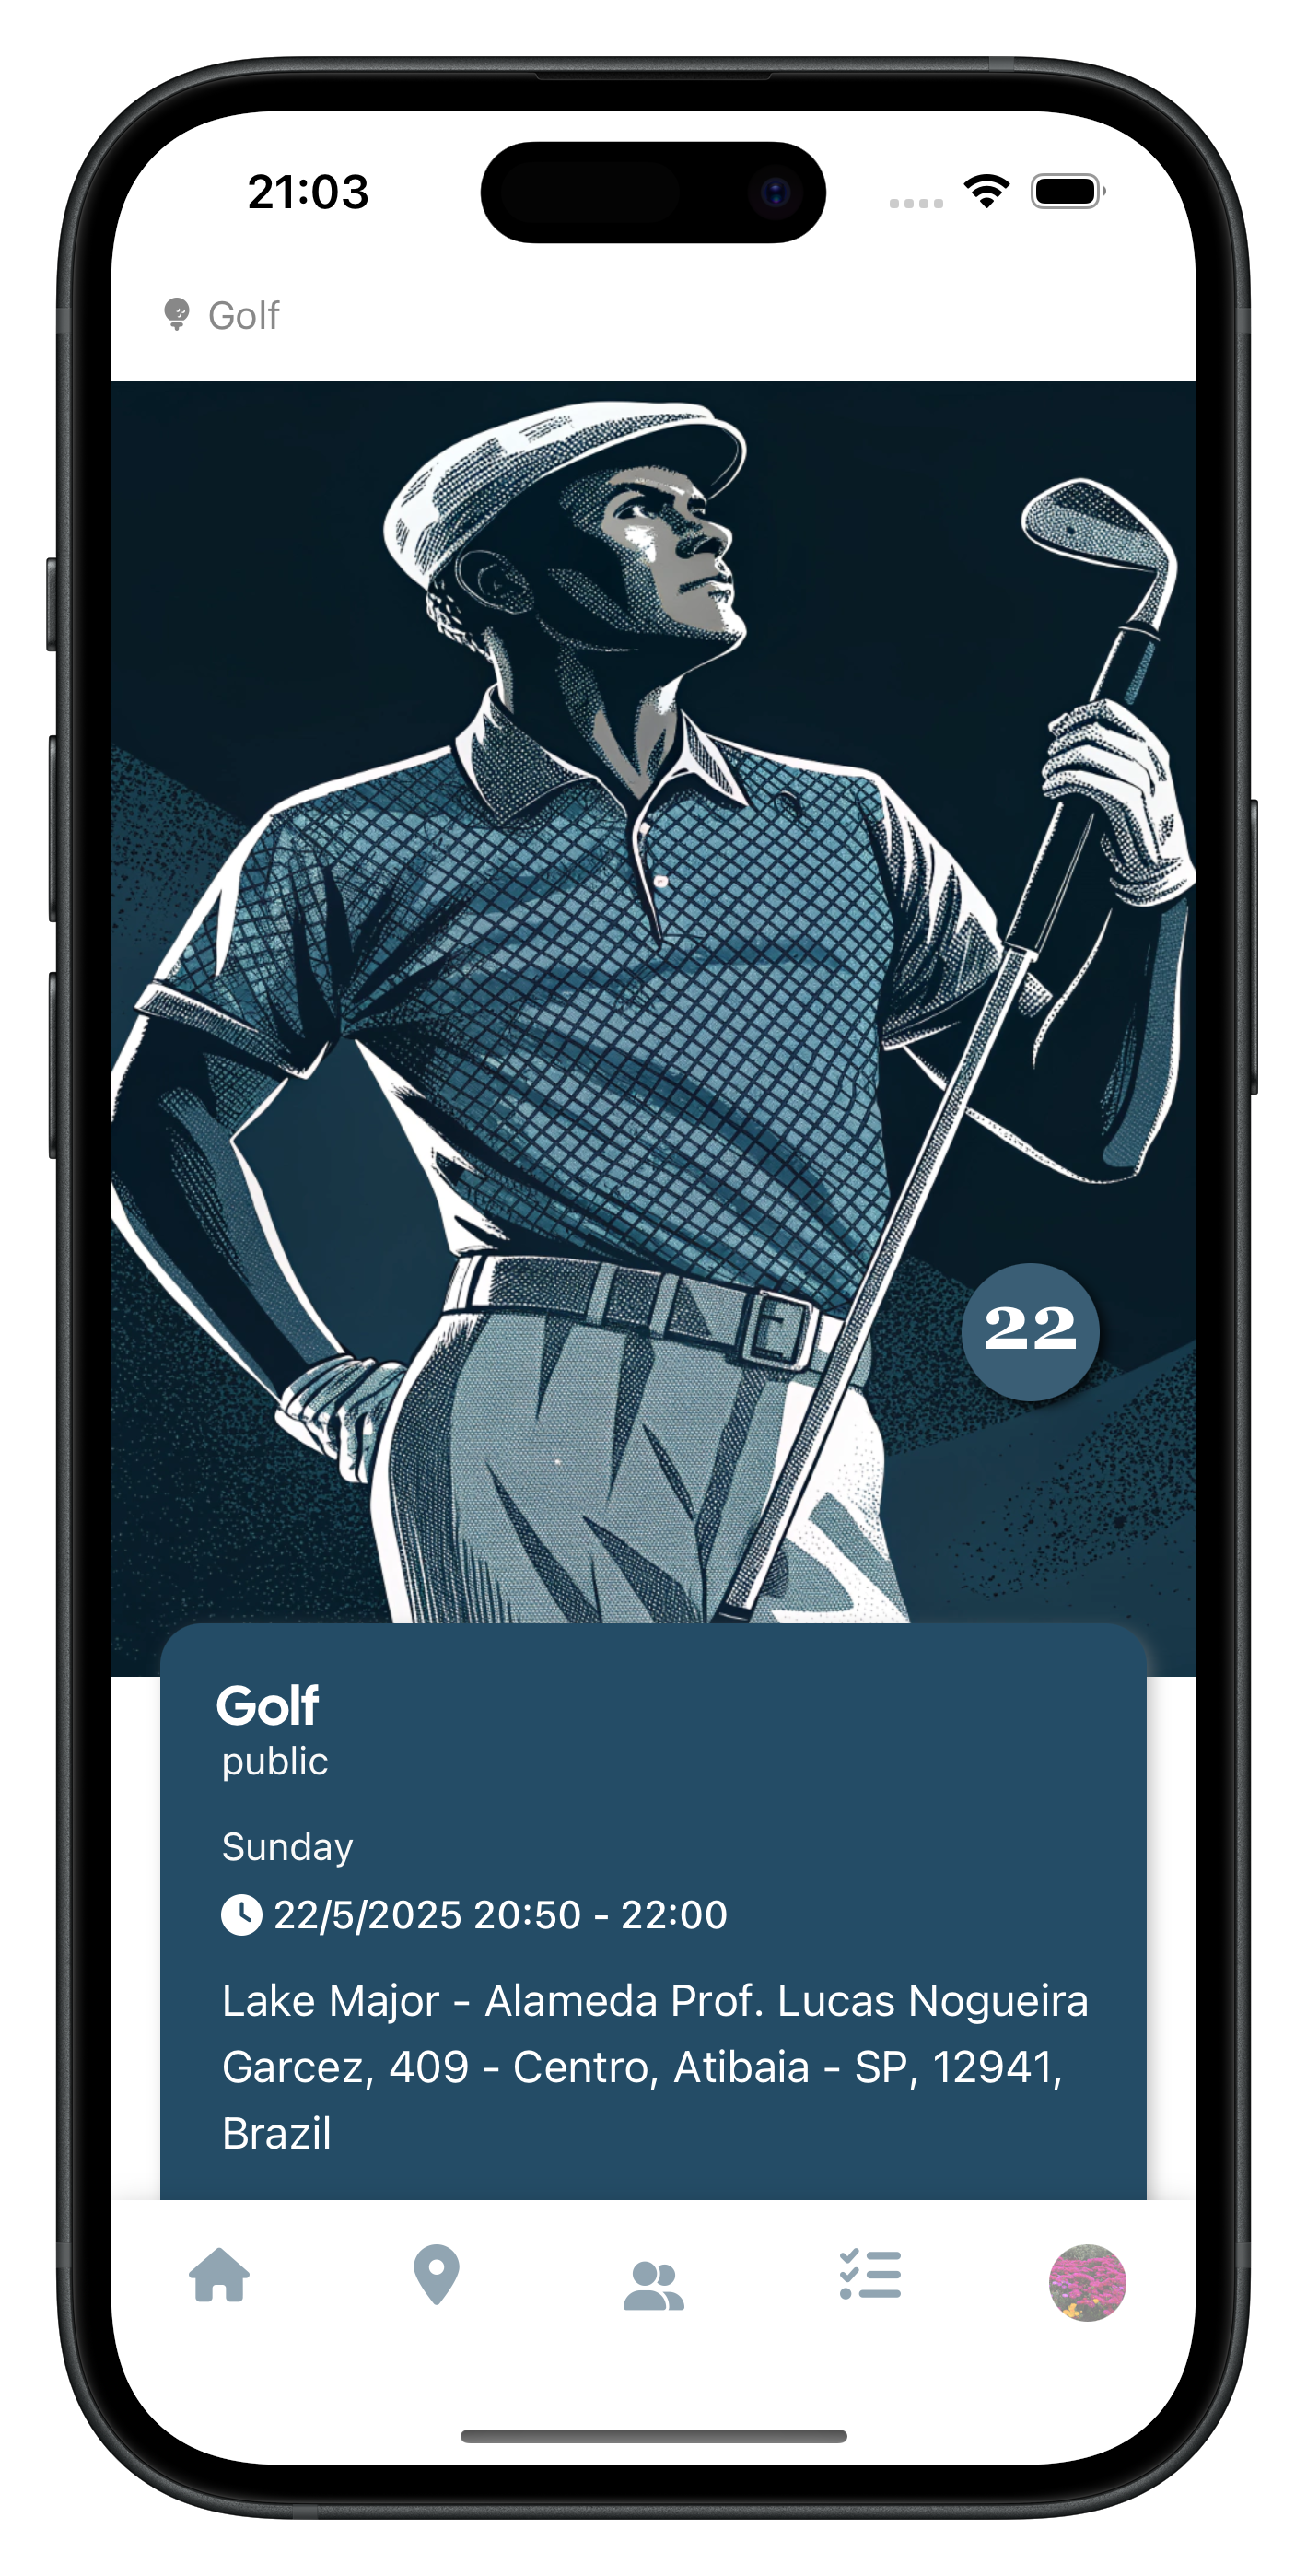 21:03
Golf
22
Golf
public
Sunday
22/5/2025 20:50 - 22:00
Lake Major - Alameda Prof. Lucas Nogueira
Garcez, 409 - Centro, Atibaia - SP, 12941,
Brazil